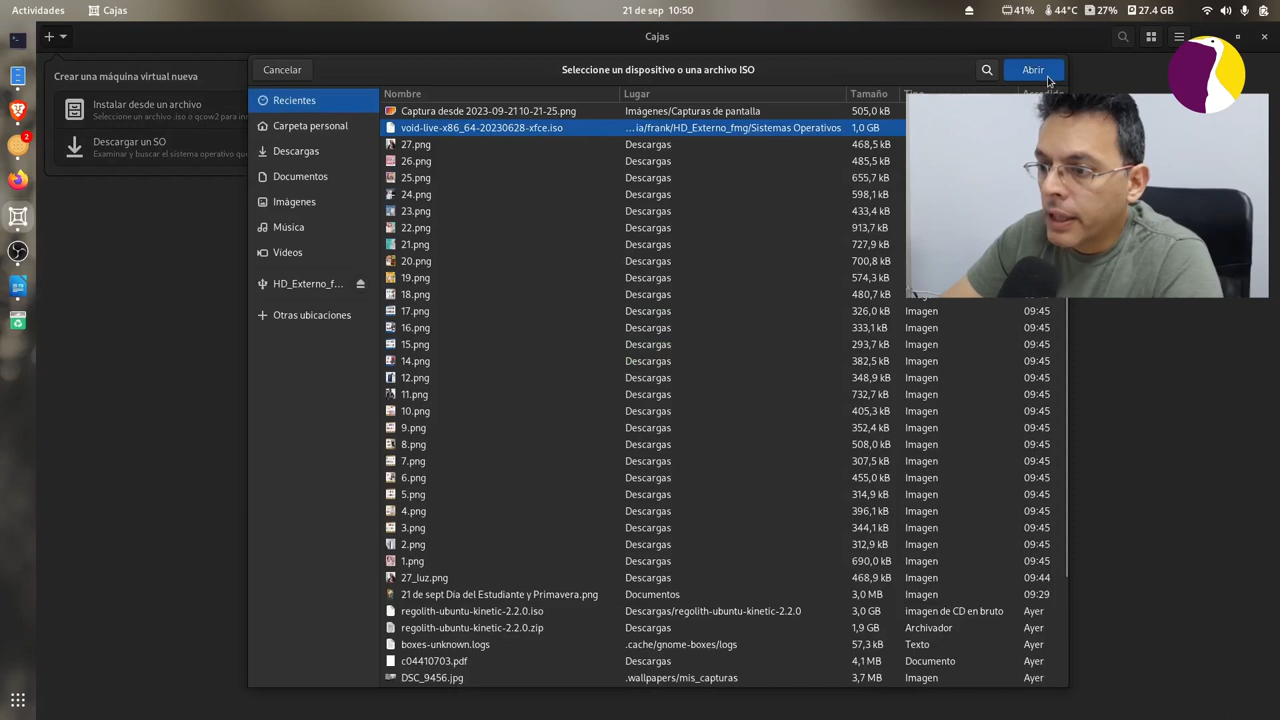 Actividades
Cajas
21 de sep 10:50
41%
44°C
27%
27.4 GB
Cajas
Crear una máquina virtual nueva
Instalar desde un archivo
Seleccione un archivo .iso o qcow2 para
Descargar un SO
Examinar y buscar el sistema operativo que
2
Cancelar
Seleccione un dispositivo o una archivo ISO
Abrir
Recientes
Carpeta personal
Descargas
Documentos
Imágenes
Música
Vídeos
HD_Externo_f...
Otras ubicaciones
Nombre Lugar Tamaño
Captura desde 2023-09-21 10-21-25.png Imágenes/Capturas de pantalla 505,0 kB
void-live-x86_64-20230628-xfce.iso ...ia/frank/HD_Externo_fmg/Sistemas Operativos 1,0 GB
27.png Descargas 468,5 kB
26.png Descargas 485,5 kB
25.png Descargas 655,7 kB
24.png Descargas 598,1 kB
23.png Descargas 433,4 kB
22.png Descargas 913,7 kB
21.png Descargas 727,9 kB
20.png Descargas 700,8 kB
19.png Descargas 574,3 kB
18.png Descargas 480,7 kB
17.png Descargas 326,0 kB Imagen 09:45
16.png Descargas 333,1 kB Imagen 09:45
15.png Descargas 293,7 kB Imagen 09:45
14.png Descargas 382,5 kB Imagen 09:45
12.png Descargas 348,9 kB Imagen 09:45
11.png Descargas 732,7 kB Imagen 09:45
10.png Descargas 405,3 kB Imagen 09:45
9.png Descargas 352,4 kB Imagen 09:45
8.png Descargas 508,0 kB Imagen 09:45
7.png Descargas 307,5 kB Imagen 09:45
6.png Descargas 455,0 kB Imagen 09:45
5.png Descargas 314,9 kB Imagen 09:45
4.png Descargas 396,1 kB Imagen 09:45
3.png Descargas 344,1 kB Imagen 09:45
2.png Descargas 312,9 kB Imagen 09:45
1.png Descargas 690,0 kB Imagen 09:45
27_luz.png Descargas 468,9 kB Imagen 09:44
21 de sept Día del Estudiante y Primavera.png Documentos 3,0 MB Imagen 09:29
regolith-ubuntu-kinetic-2.2.0.iso Descargas/regolith-ubuntu-kinetic-2.2.0 3,0 GB imagen de CD en bruto Ayer
regolith-ubuntu-kinetic-2.2.0.zip Descargas 1,9 GB Archivador Ayer
boxes-unknown.logs .cache/gnome-boxes/logs 57,3 kB Texto Ayer
c04410703.pdf Descargas 4,1 MB Documento Ayer
DSC_9456.jpg .wallpapers/mis_capturas 3,7 MB Imagen Ayer